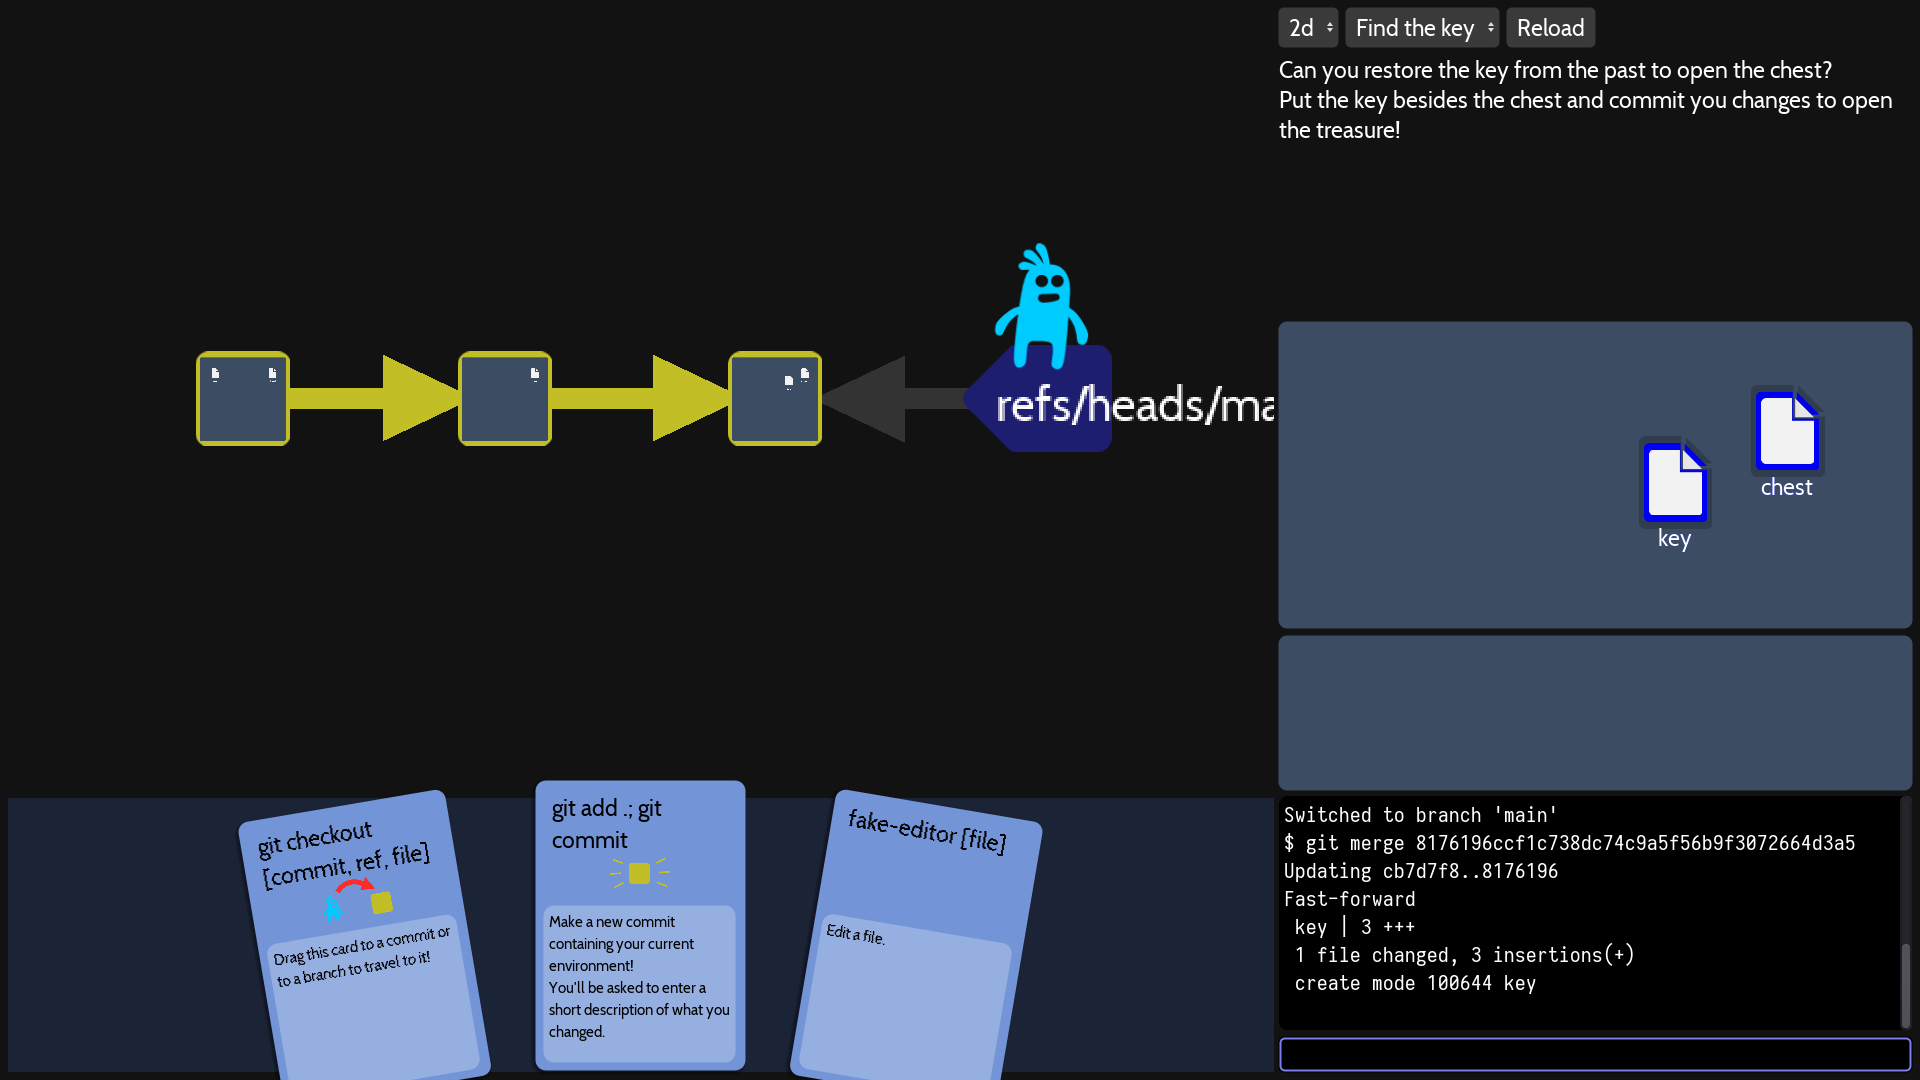 2d
Find the key
Reload
Can you restore the key from the past to open the chest?
Put the key besides the chest and commit you changes to open
the treasure!
refs/heads/ma
chest
key
git checkout
[commit, ref, file]
Drag this card to a commit or
to a branch to travel to it!
git add .; git
commit
Make a new commit
containing your current
environment!
You'll be asked to enter a
short description of what you
changed.
fake-editor [file]
Edit a file.
Switched to branch 'main'
$ git merge 8176196ccf1c738dc74c9a5f56b9f3072664d3a5
Updating cb7d7f8..8176196
Fast-forward
key | 3 +++
1 file changed, 3 insertions(+)
create mode 100644 key